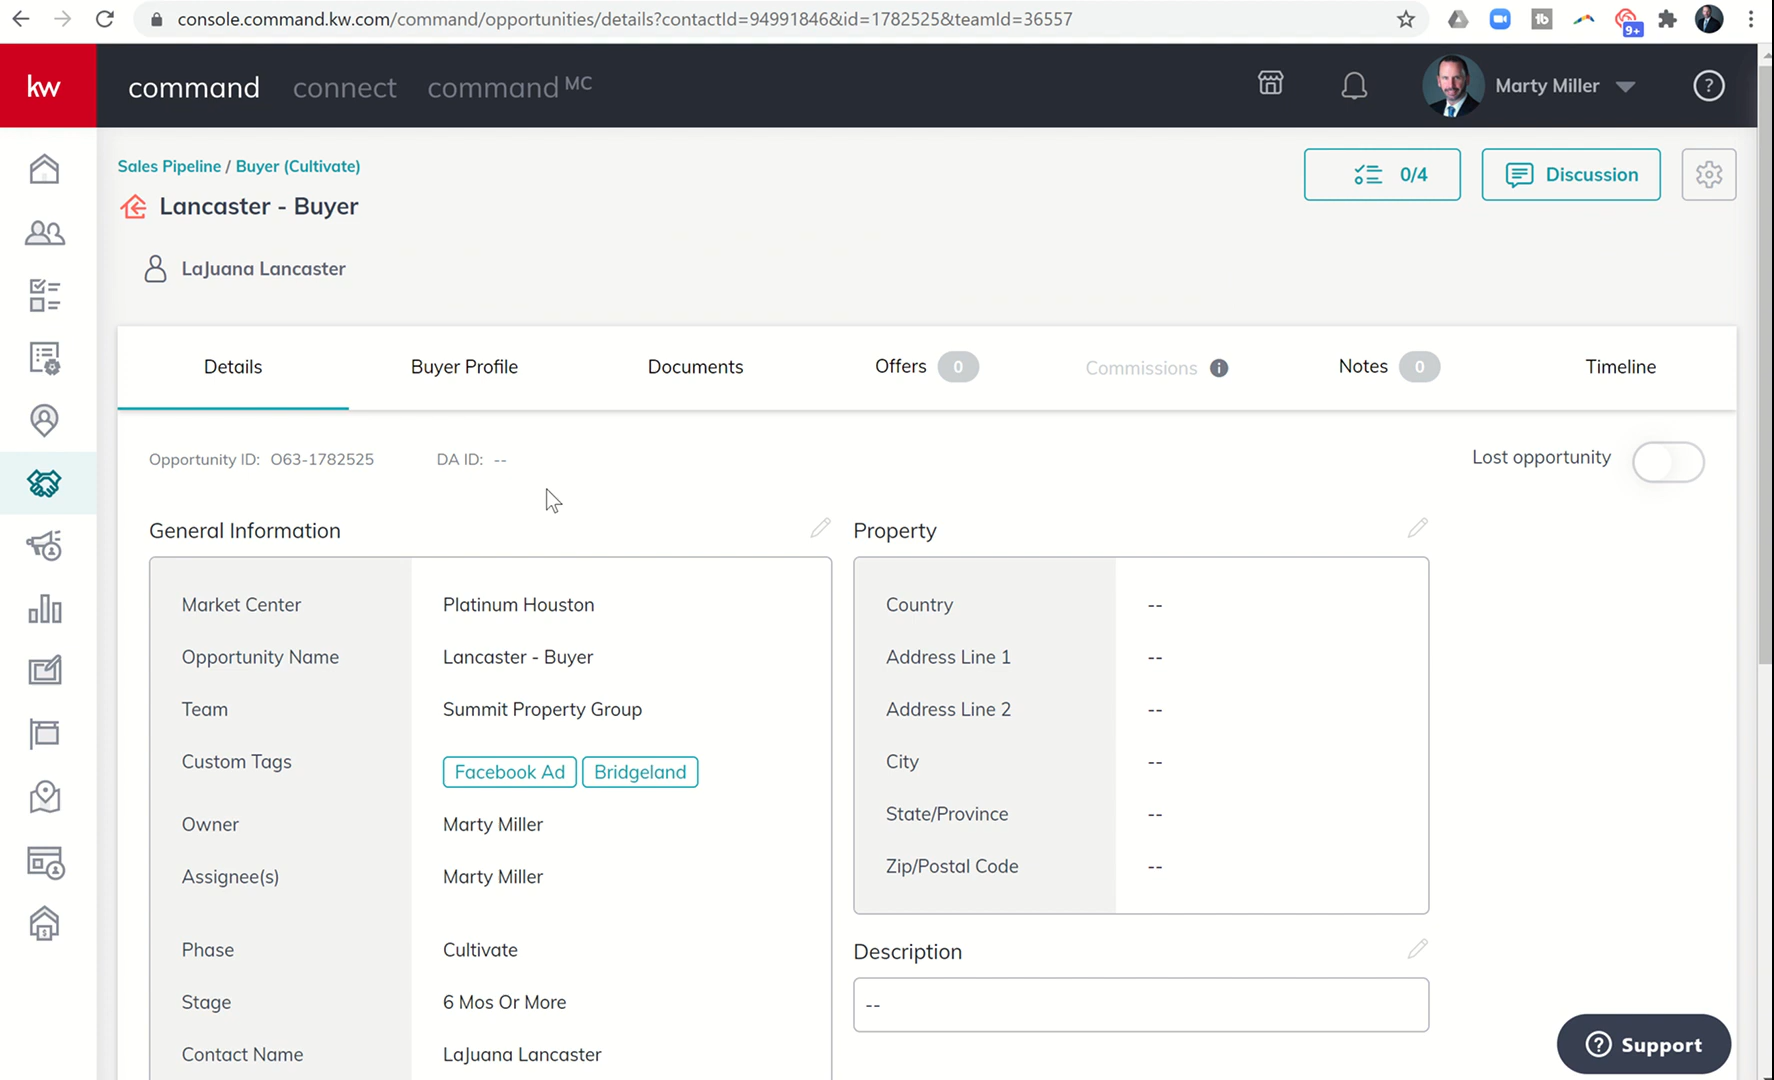 console.command.kw.com/command/opportunities/details?contactId=94991846&id=1782525&teamId=36557
9+
kw
command connect command MC
Marty Miller
?
Sales Pipeline / Buyer (Cultivate)
0/4
Discussion
Lancaster - Buyer
LaJuana Lancaster
Details
Buyer Profile
Documents
Offers 0
Commissions i
Notes 0
Timeline
Opportunity ID: O63-1782525
DA ID: --
Lost opportunity
General Information
Market Center Platinum Houston
Opportunity Name Lancaster - Buyer
Team Summit Property Group
Custom Tags Facebook Ad Bridgeland
Owner Marty Miller
Assignee(s) Marty Miller
Phase Cultivate
Stage 6 Mos Or More
Contact Name LaJuana Lancaster
Property
Country --
Address Line 1 --
Address Line 2 --
City --
State/Province --
Zip/Postal Code --
Description
--
? Support